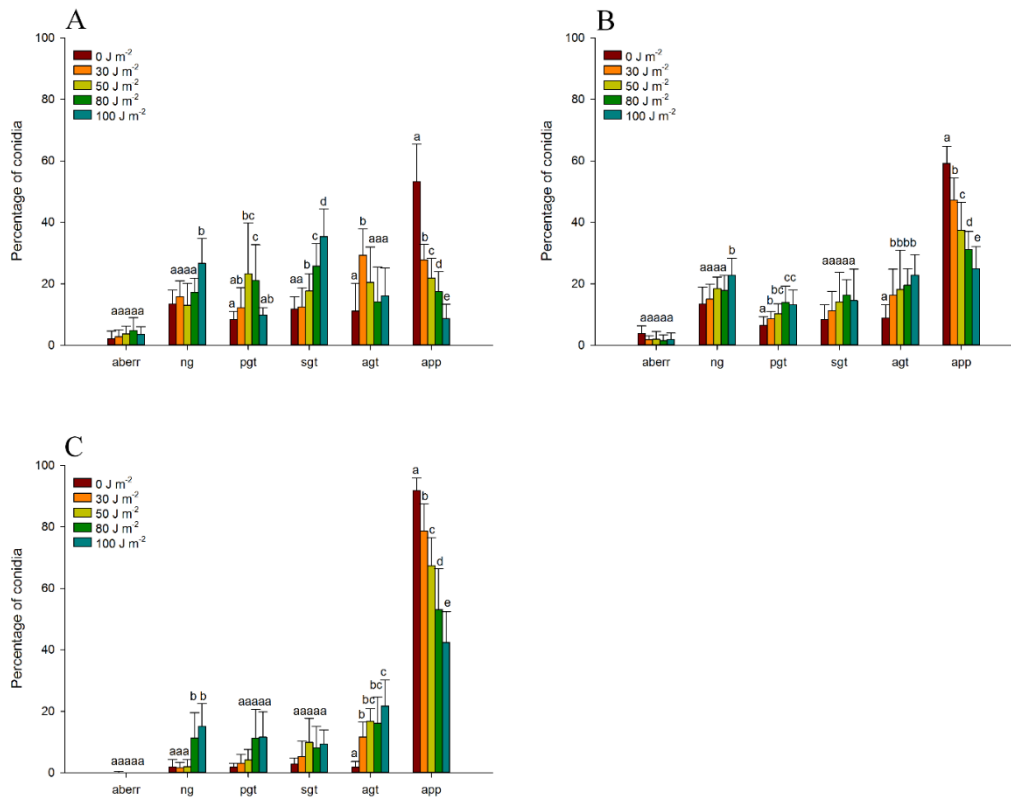 A
100
80
60
40
20
0
Percentage of conidia
0 J m-2
30 J m-2
50 J m-2
80 J m-2
100 J m-2
aaaaa
aaaa
b
a
ab
bc
c
ab
aa
b
c
d
a
b
aaa
a
b
c
d
e
aberr ng pgt sgt agt app
B
100
80
60
40
20
0
Percentage of conidia
0 J m-2
30 J m-2
50 J m-2
80 J m-2
100 J m-2
aaaaa
aaaa
b
a
b
bc
cc
aaaaa
a
bbbb
a
b
c
d
e
aberr ng pgt sgt agt app
C
100
80
60
40
20
0
Percentage of conidia
0 J m-2
30 J m-2
50 J m-2
80 J m-2
100 J m-2
aaaaa
aaa
b b
aaaaa
aaaaa
a
b
bc
bc
c
a
b
c
d
e
aberr ng pgt sgt agt app